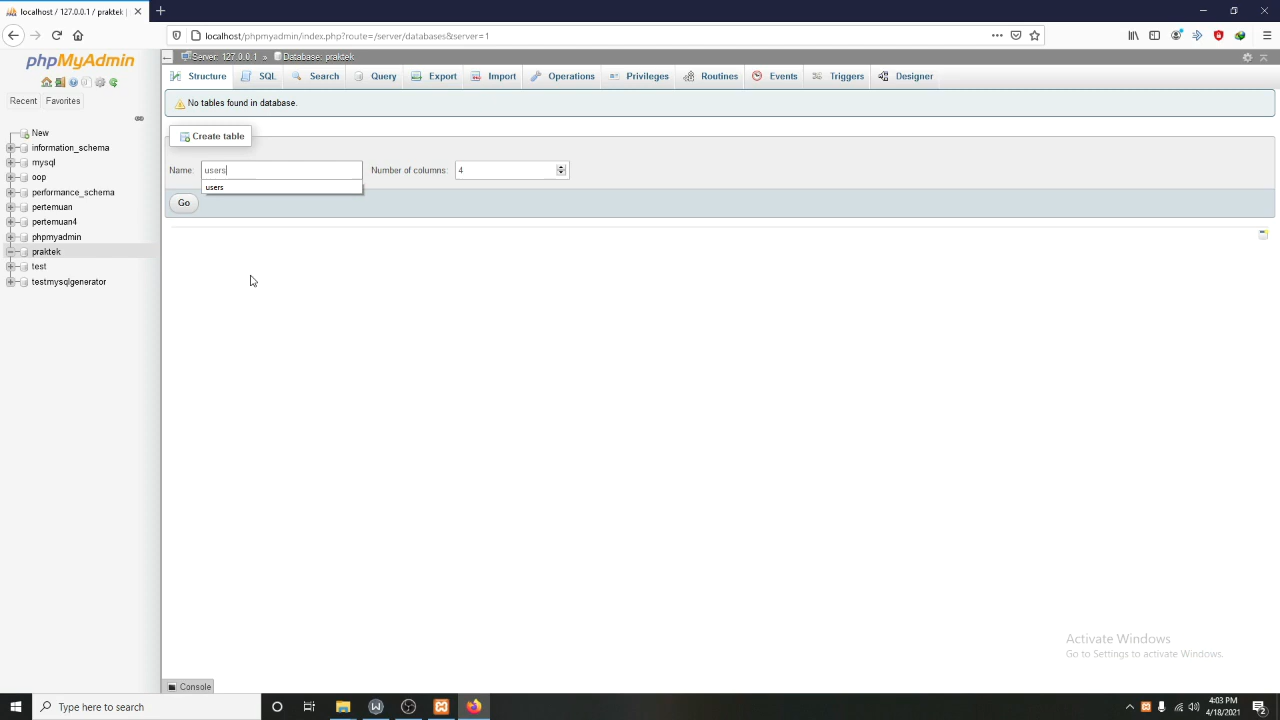 localhost / 127.0.0.1 / praktek |
localhost/phpmyadmin/index.php?route=/server/databases&server=1
phpMyAdmin
Recent Favorites
New
information_schema
mysql
oop
performance_schema
pertemuan
pertemuan4
phpmyadmin
praktek
test
testmysqlgenerator
Server: 127.0.0.1 » Database: praktek
Structure SQL Search Query Export Import Operations Privileges Routines Events Triggers Designer
No tables found in database.
Create table
Name: users Number of columns: 4
users
Go
Activate Windows
Go to Settings to activate Windows.
Console
Type here to search
4:03 PM
4/18/2021
2